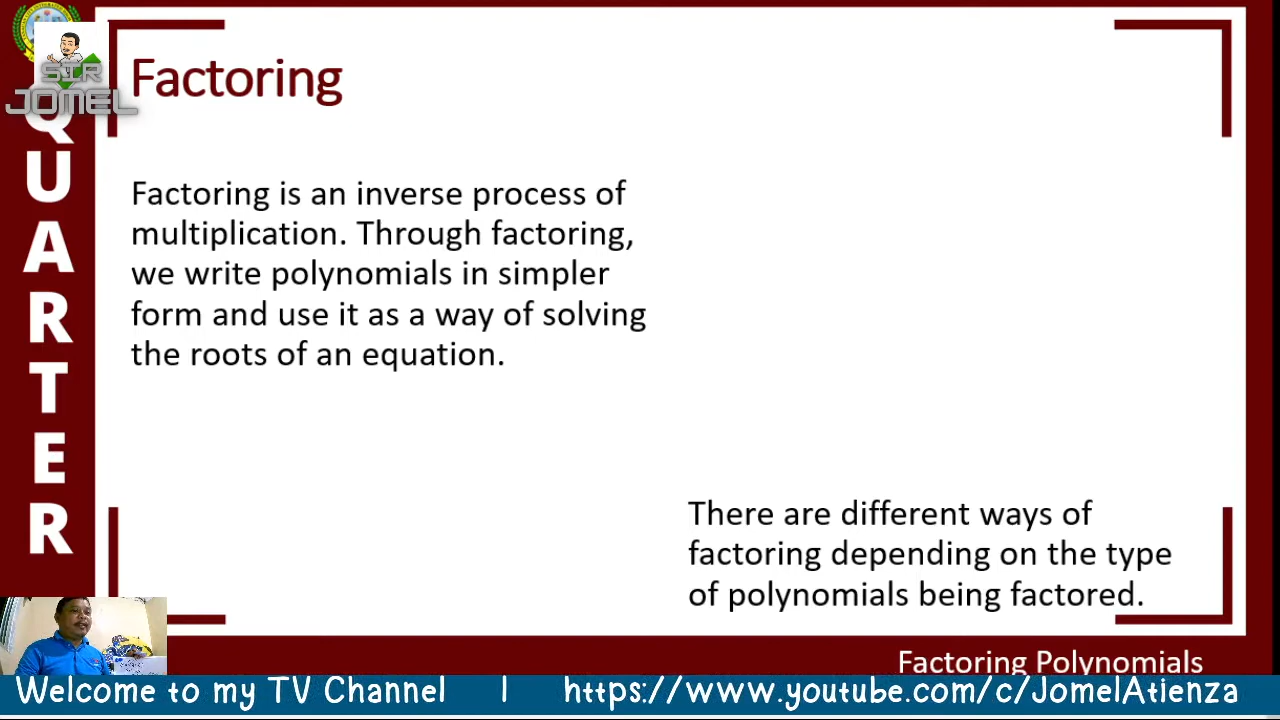 SIR
JOMEL
QUARTER
Factoring
Factoring is an inverse process of
multiplication. Through factoring,
we write polynomials in simpler
form and use it as a way of solving
the roots of an equation.
There are different ways of
factoring depending on the type
of polynomials being factored.
Factoring Polynomials
Welcome to my TV Channel | https://www.youtube.com/c/JomelAtienza